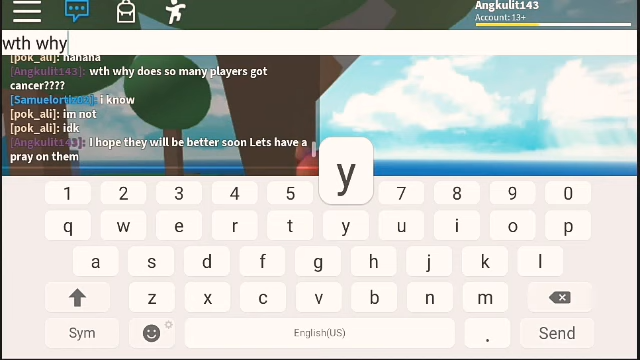 Angkulit143
Account: 13+
wth why
[pok_ali]: hahaha
[Angkulit143]: wth why does so many players got
cancer????
i know
[pok_ali]: im not
[pok_ali]: idk
[Angkulit143]: I hope they will be better soon Lets have a
pray on them
y
1 2 3 4 5 7 8 9 0
q w e r t y u i o p
a s d f g h j k l
z x c v b n m
Sym English(US) . Send